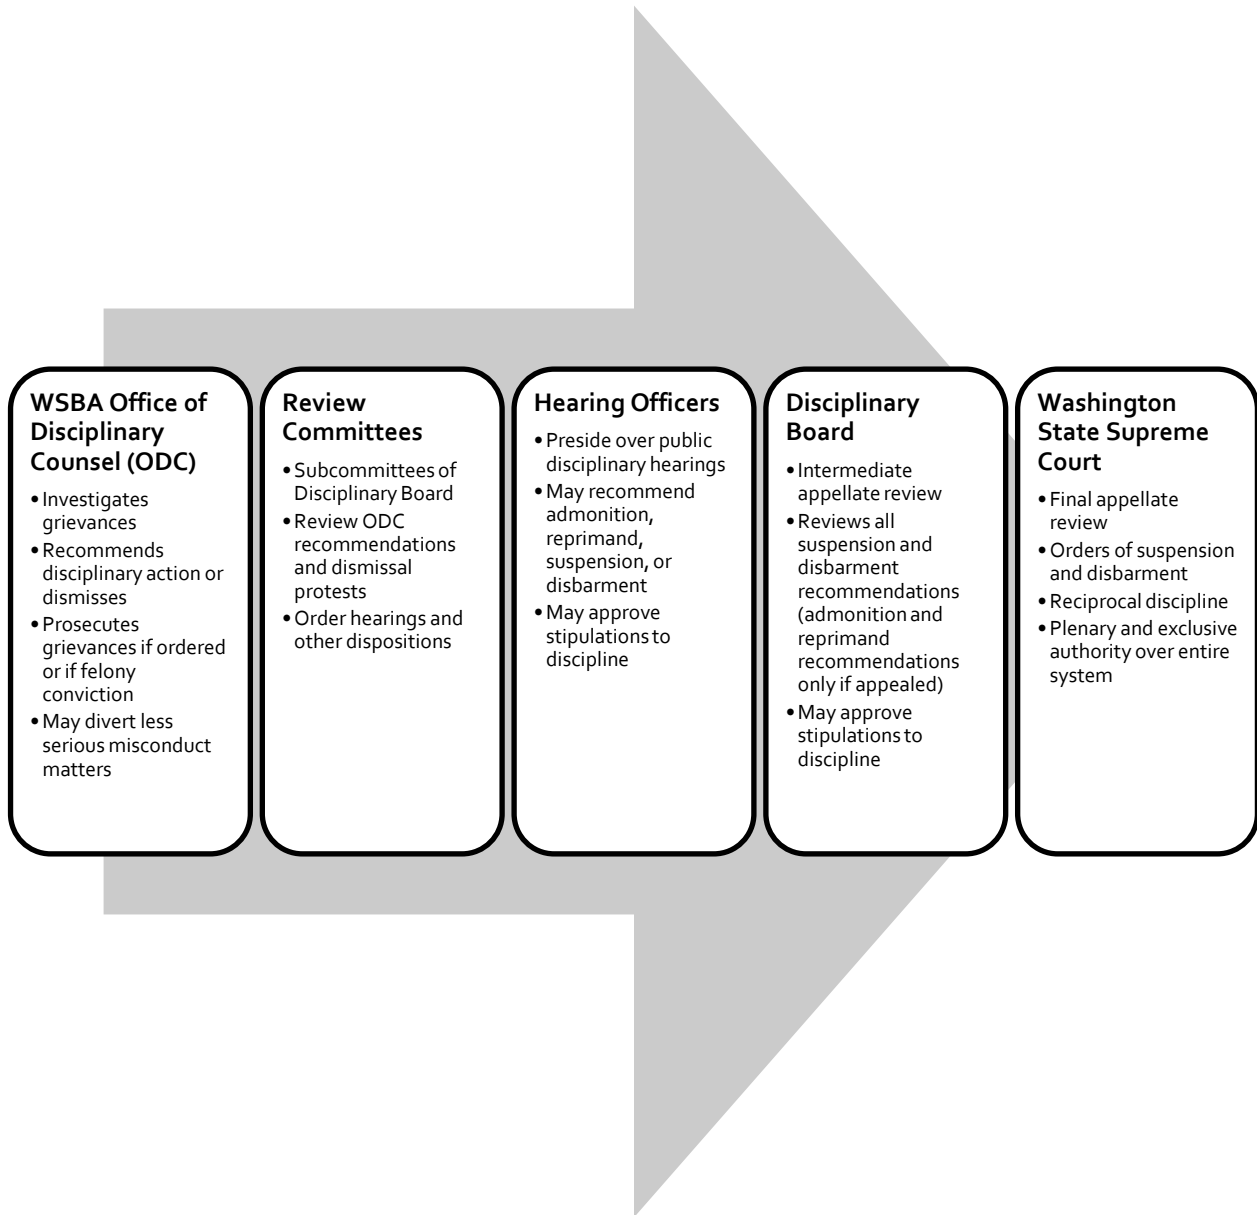 WSBA Office of
Disciplinary
Counsel (ODC)
• Investigates
grievances
• Recommends
disciplinary action or
dismisses
• Prosecutes
grievances if ordered
or if felony
conviction
• May divert less
serious misconduct
matters
Review
Committees
• Subcommittees of
Disciplinary Board
• Review ODC
recommendations
and dismissal
protests
• Order hearings and
other dispositions
Hearing Officers
• Preside over public
disciplinary hearings
• May recommend
admonition,
reprimand,
suspension, or
disbarment
• May approve
stipulations to
discipline
Disciplinary
Board
• Intermediate
appellate review
• Reviews all
suspension and
disbarment
recommendations
(admonition and
reprimand
recommendations
only if appealed)
• May approve
stipulations to
discipline
Washington
State Supreme
Court
• Final appellate
review
• Orders of suspension
and disbarment
• Reciprocal discipline
• Plenary and exclusive
authority over entire
system